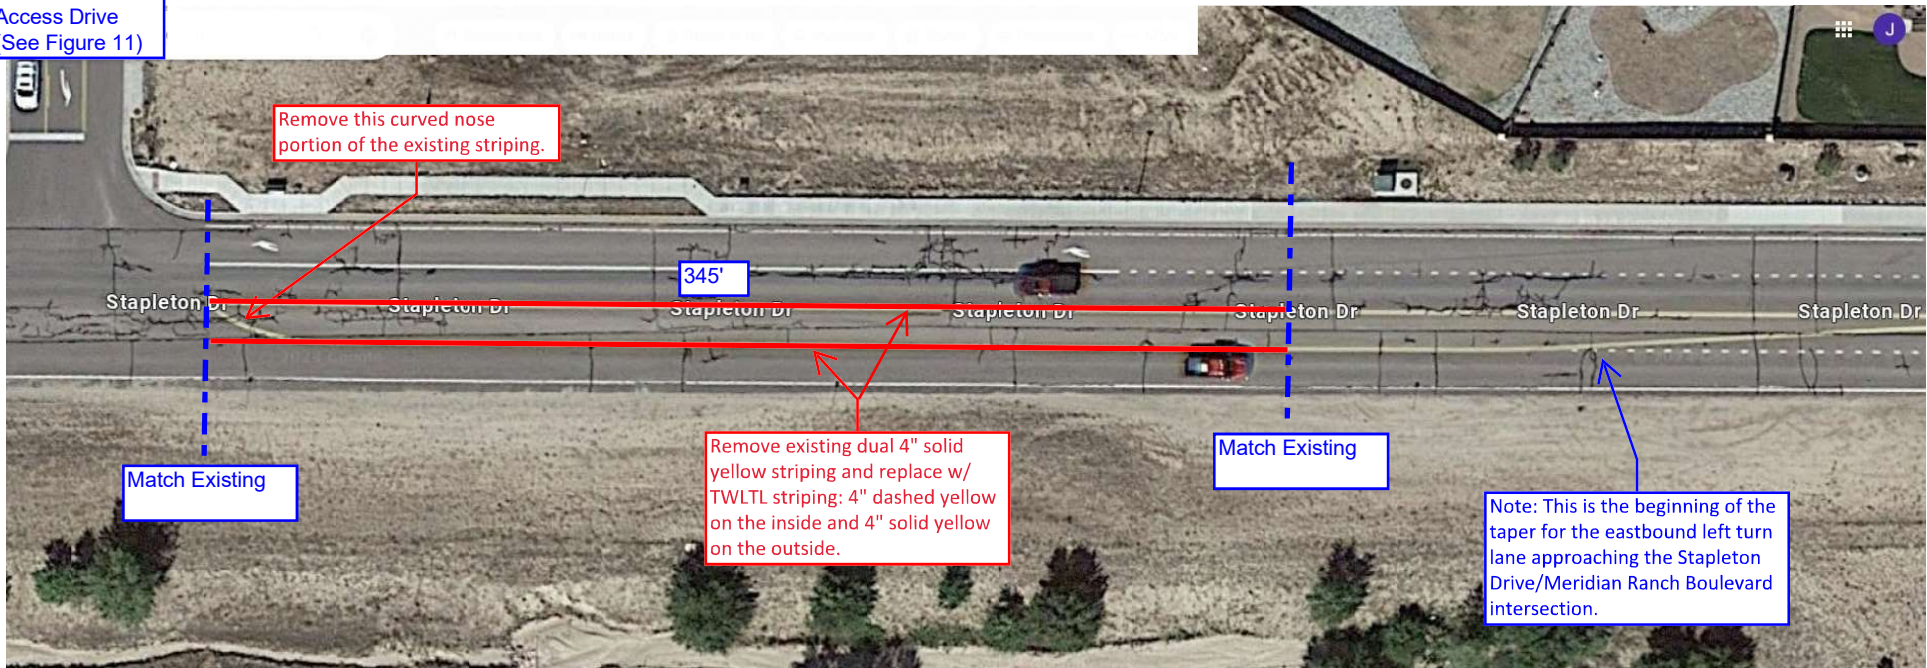 Access Drive
(See Figure 11)
J
Remove this curved nose
portion of the existing striping.
345'
Stapleton Dr
Stapleton Dr
Stapleton Dr
Stapleton Dr
Stapleton Dr
Stapleton Dr
Stapleton Dr
Match Existing
Remove existing dual 4" solid
yellow striping and replace w/
TWLTL striping: 4" dashed yellow
on the inside and 4" solid yellow
on the outside.
Match Existing
Note: This is the beginning of the
taper for the eastbound left turn
lane approaching the Stapleton
Drive/Meridian Ranch Boulevard
intersection.